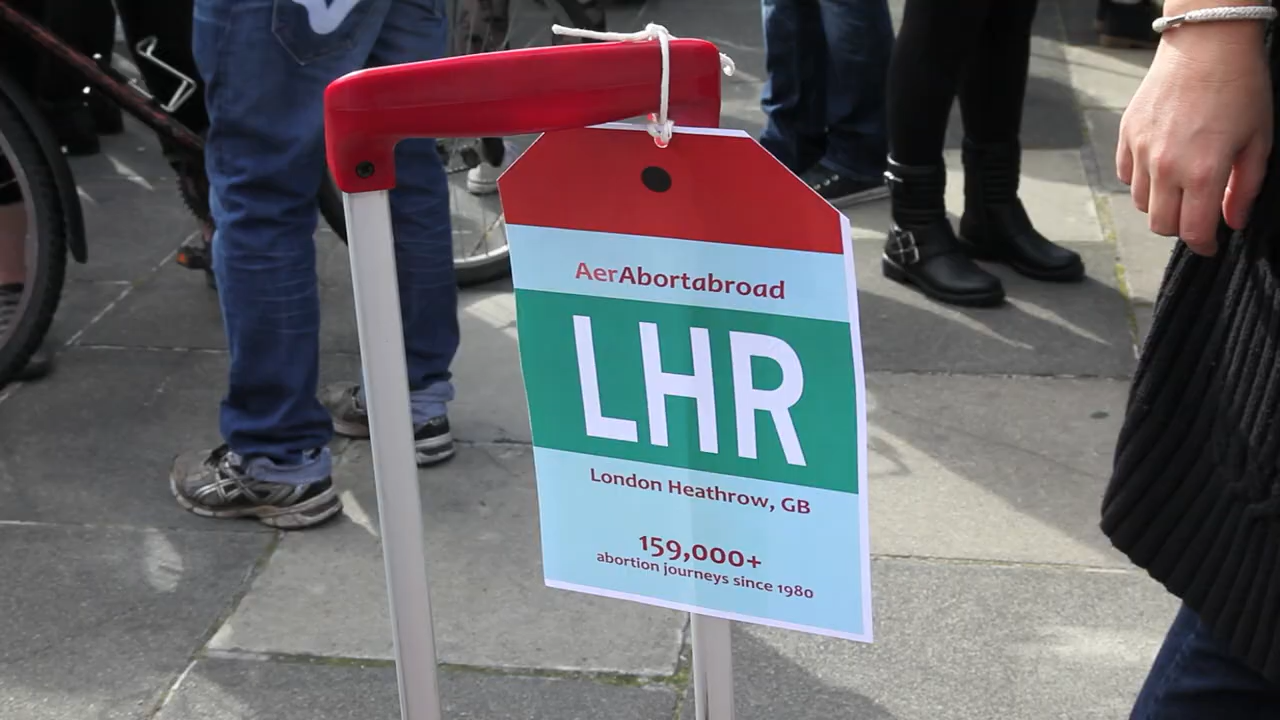 AerAbortabroad
LHR
London Heathrow, GB
159,000+
abortion journeys since 1980